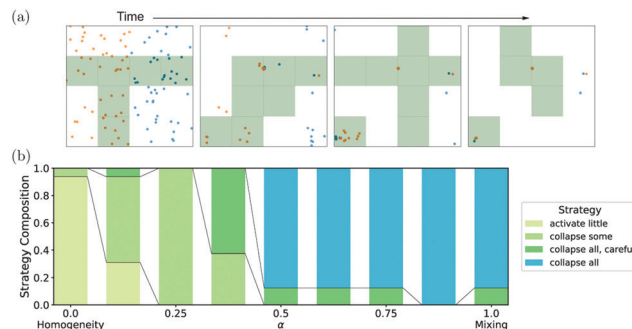 (a)
Time
(b)
Strategy Composition
1.0
0.8
0.6
0.4
0.2
0.0
0.0
0.25
0.5
0.75
1.0
Homogeneity
α
Mixing
Strategy
activate little
collapse some
collapse all, carefu
collapse all